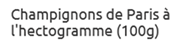 Champignons de Paris à
l'hectogramme (100g)